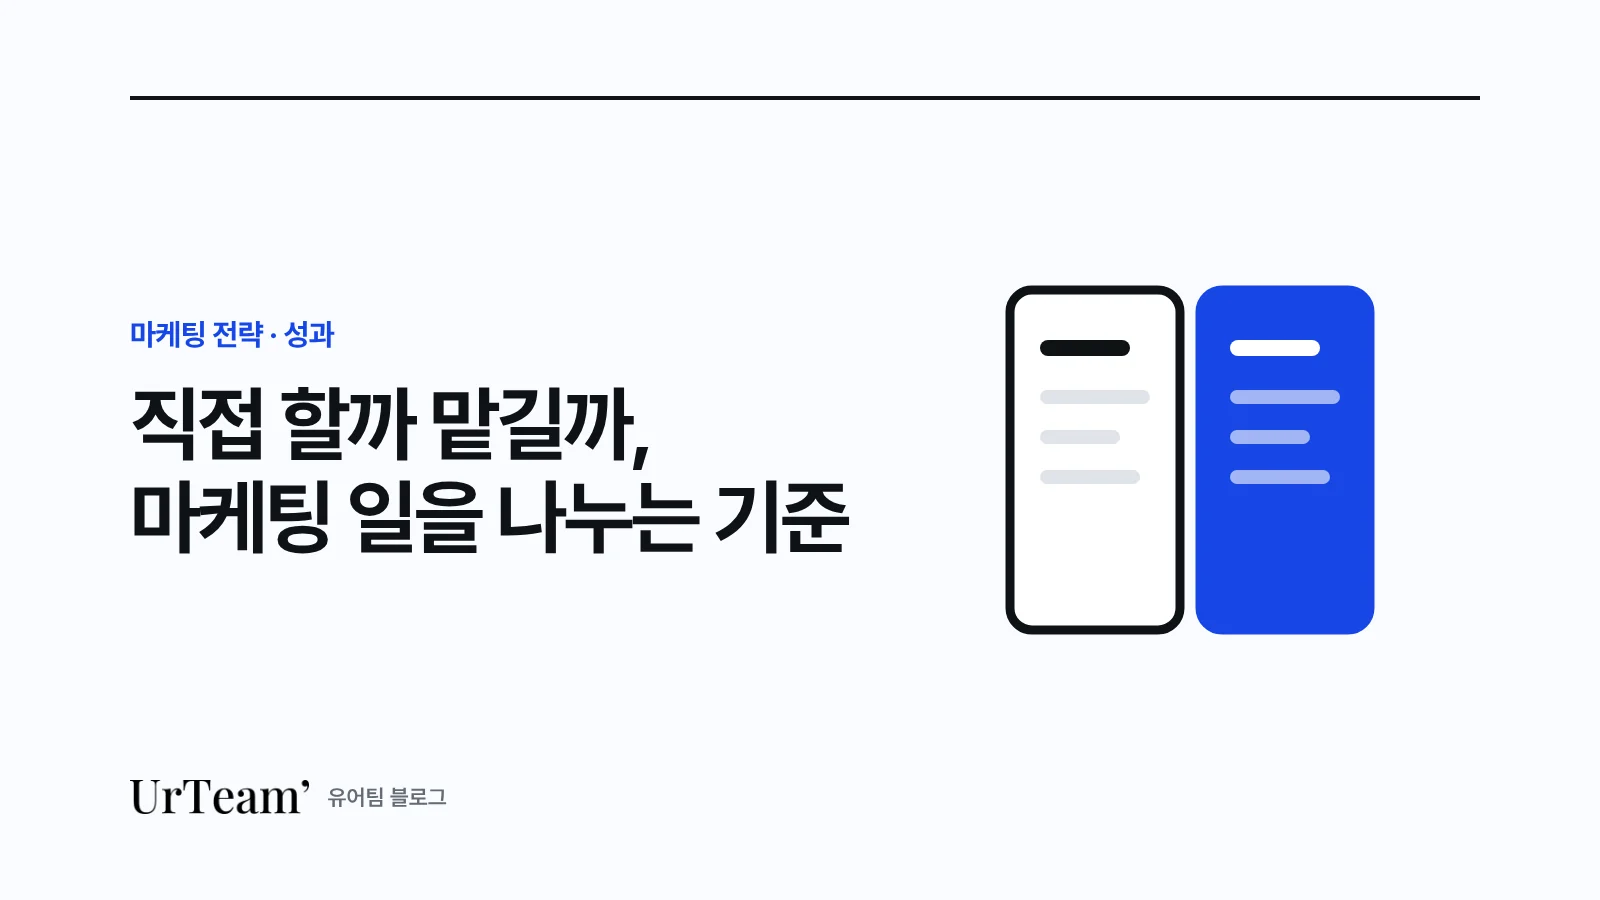 마케팅 전략 · 성과
직접 할까 맡길까,
마케팅 일을 나누는 기준
UrTeam’ 유어팀 블로그